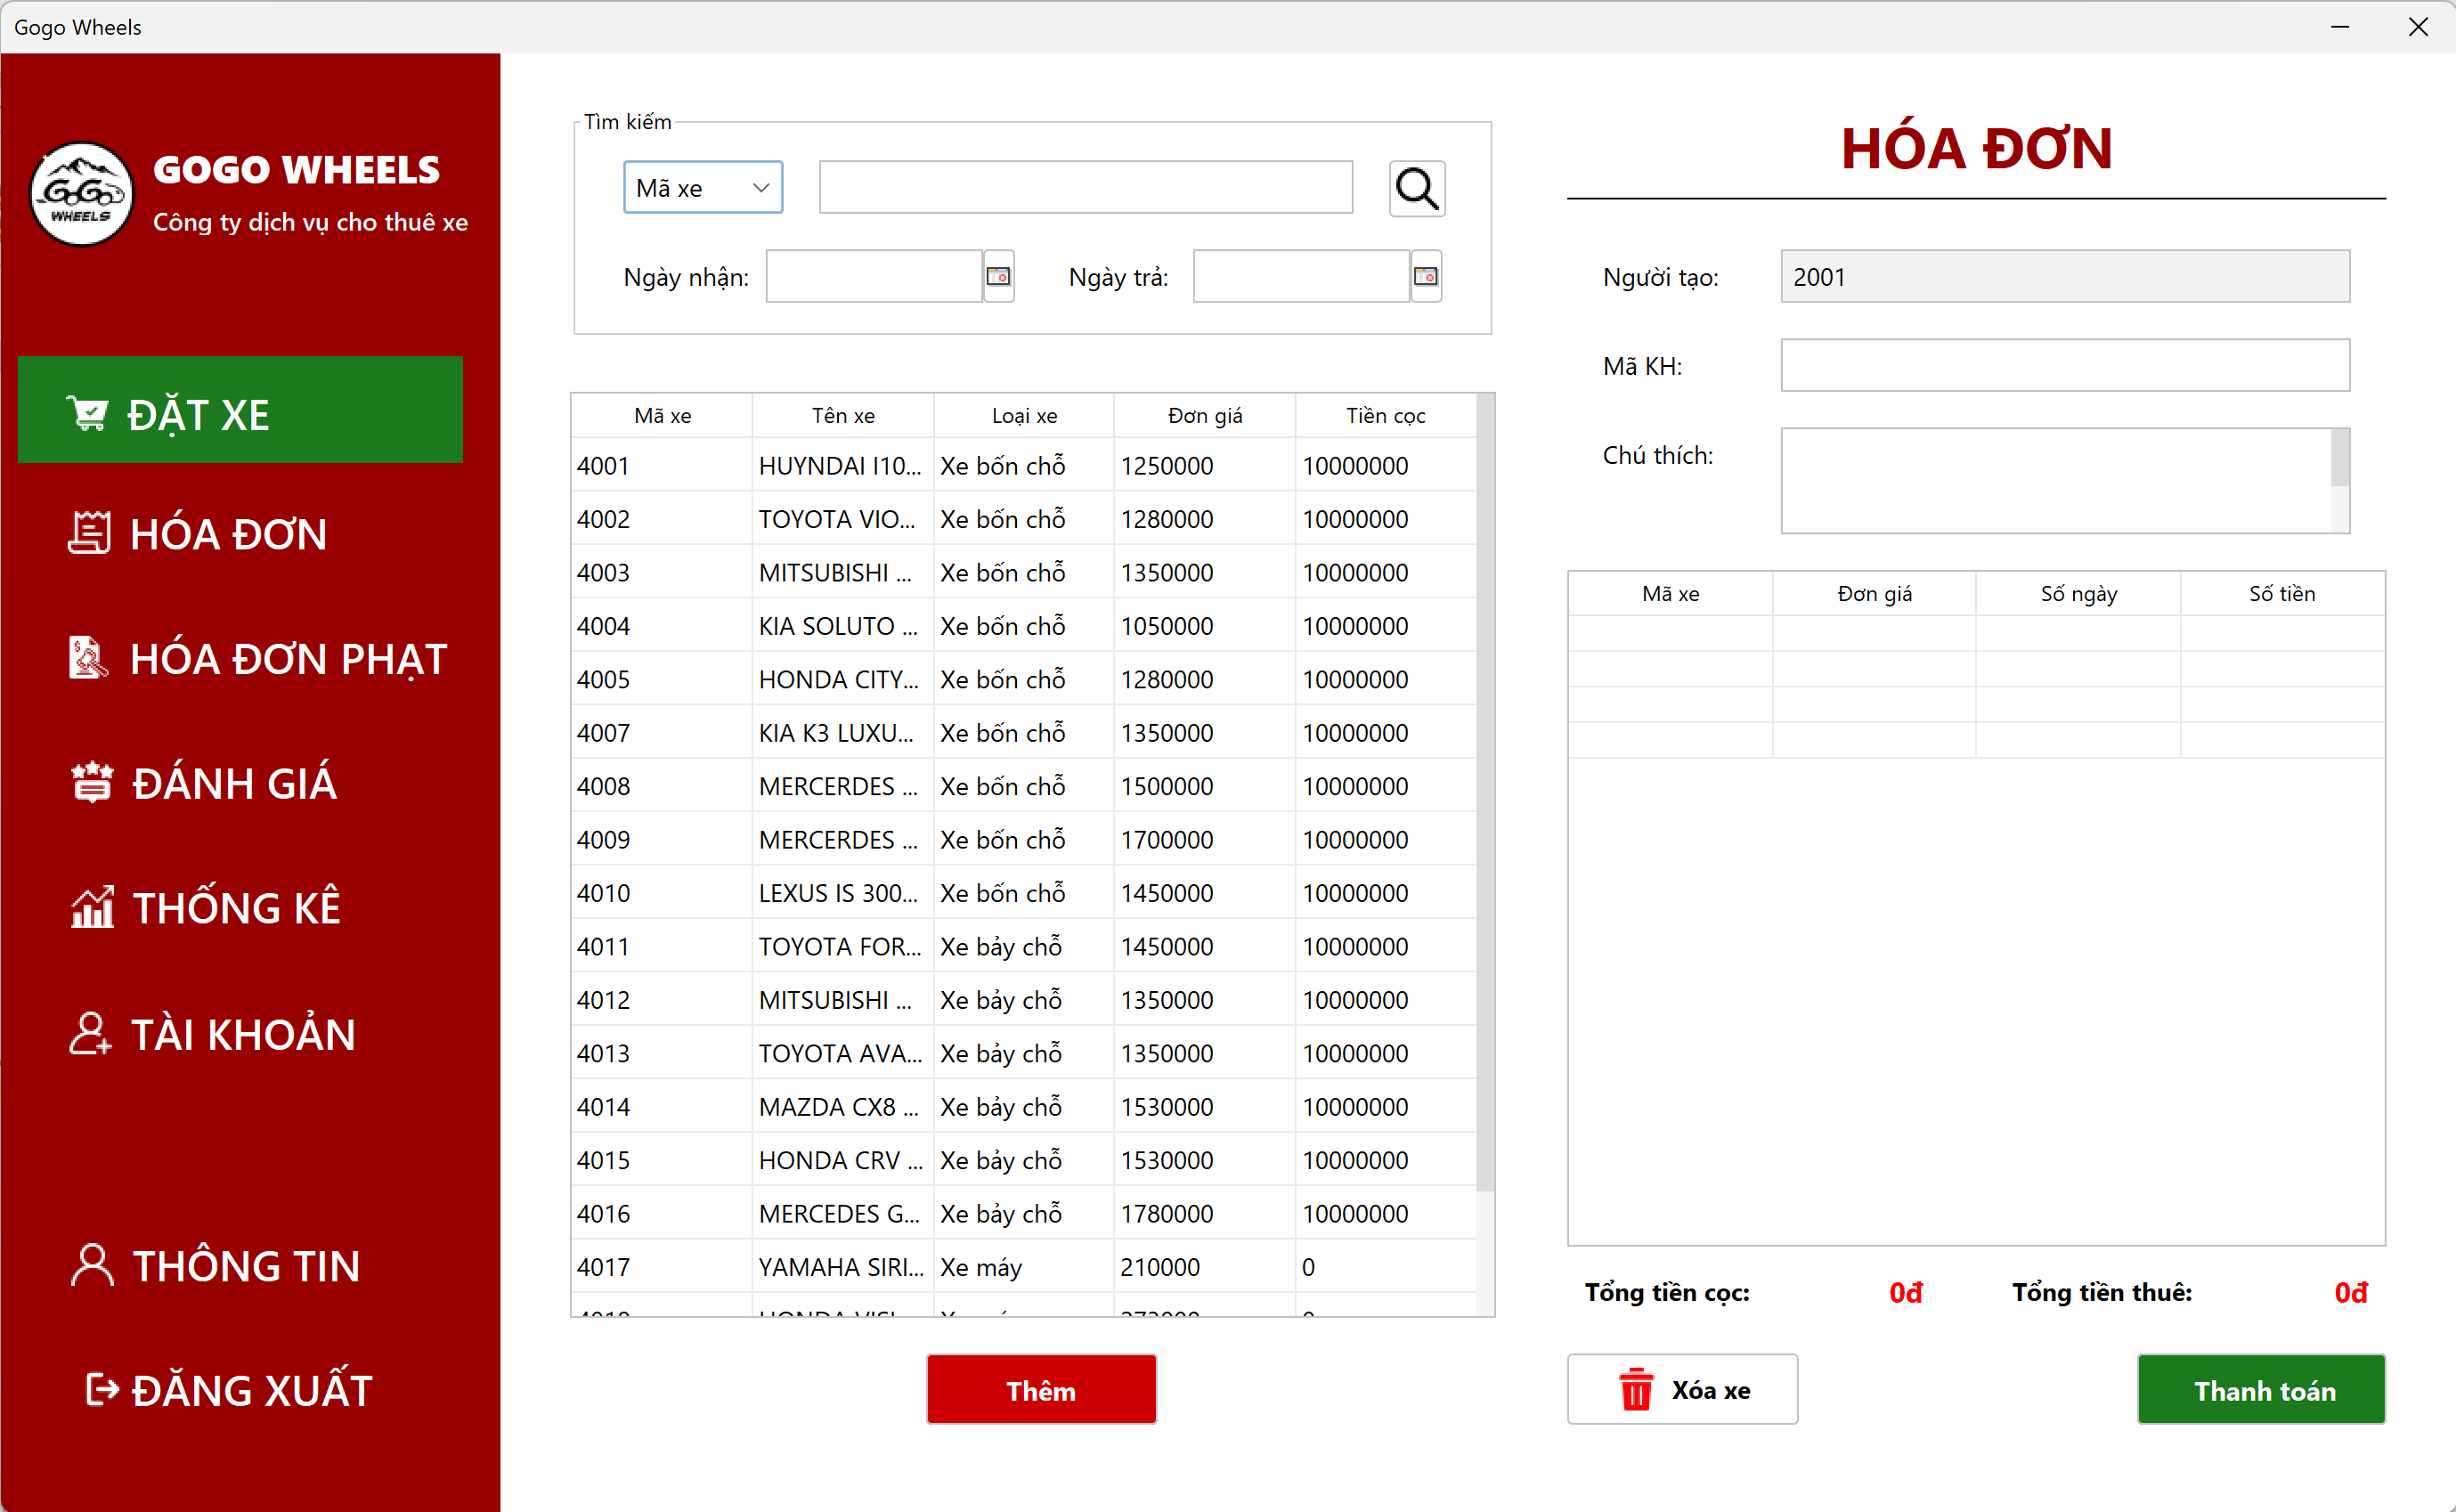 Gogo Wheels
GOGO WHEELS
Công ty dịch vụ cho thuê xe
GoGo
WHEELS
ĐẶT XE
HÓA ĐƠN
HÓA ĐƠN PHẠT
ĐÁNH GIÁ
THỐNG KÊ
TÀI KHOẢN
THÔNG TIN
ĐĂNG XUẤT
Tìm kiếm
Mã xe
Ngày nhận: Ngày trả:
Mã xe Tên xe Loại xe Đơn giá Tiền cọc
4001 HUYNDAI I10... Xe bốn chỗ 1250000 10000000
4002 TOYOTA VIO... Xe bốn chỗ 1280000 10000000
4003 MITSUBISHI ... Xe bốn chỗ 1350000 10000000
4004 KIA SOLUTO ... Xe bốn chỗ 1050000 10000000
4005 HONDA CITY... Xe bốn chỗ 1280000 10000000
4007 KIA K3 LUXU... Xe bốn chỗ 1350000 10000000
4008 MERCERDES ... Xe bốn chỗ 1500000 10000000
4009 MERCERDES ... Xe bốn chỗ 1700000 10000000
4010 LEXUS IS 300... Xe bốn chỗ 1450000 10000000
4011 TOYOTA FOR... Xe bảy chỗ 1450000 10000000
4012 MITSUBISHI ... Xe bảy chỗ 1350000 10000000
4013 TOYOTA AVA... Xe bảy chỗ 1350000 10000000
4014 MAZDA CX8 ... Xe bảy chỗ 1530000 10000000
4015 HONDA CRV ... Xe bảy chỗ 1530000 10000000
4016 MERCEDES G... Xe bảy chỗ 1780000 10000000
4017 YAMAHA SIRI... Xe máy 210000 0
Thêm
HÓA ĐƠN
Người tạo: 2001
Mã KH:
Chú thích:
Mã xe Đơn giá Số ngày Số tiền
Tổng tiền cọc: 0đ Tổng tiền thuê: 0đ
Xóa xe Thanh toán